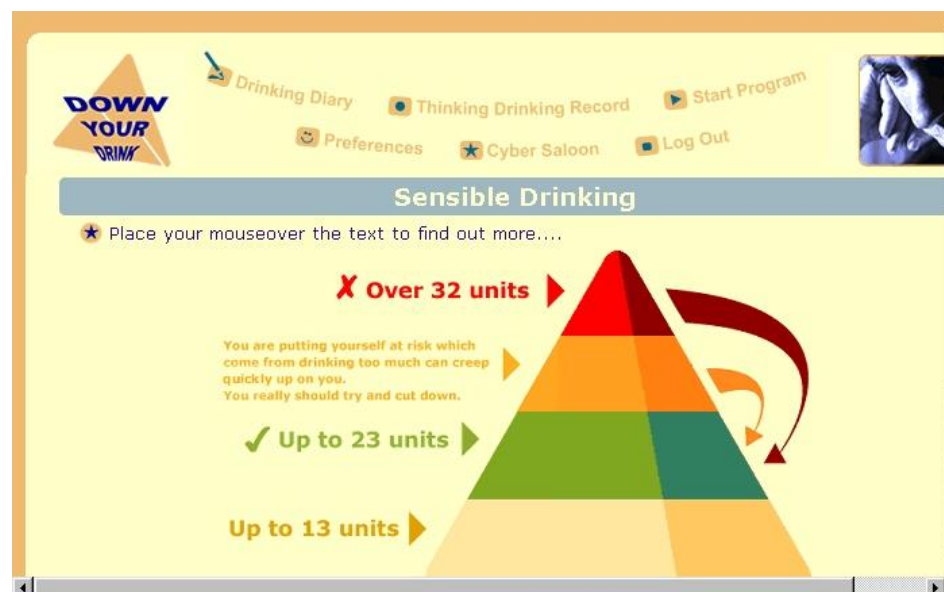 DOWN
YOUR
DRINK
Drinking Diary
Thinking Drinking Record
Start Program
Preferences
Cyber Saloon
Log Out
Sensible Drinking
Place your mouseover the text to find out more....
✗ Over 32 units
You are putting yourself at risk which
come from drinking too much can creep
quickly up on you.
You really should try and cut down.
✓ Up to 23 units
Up to 13 units